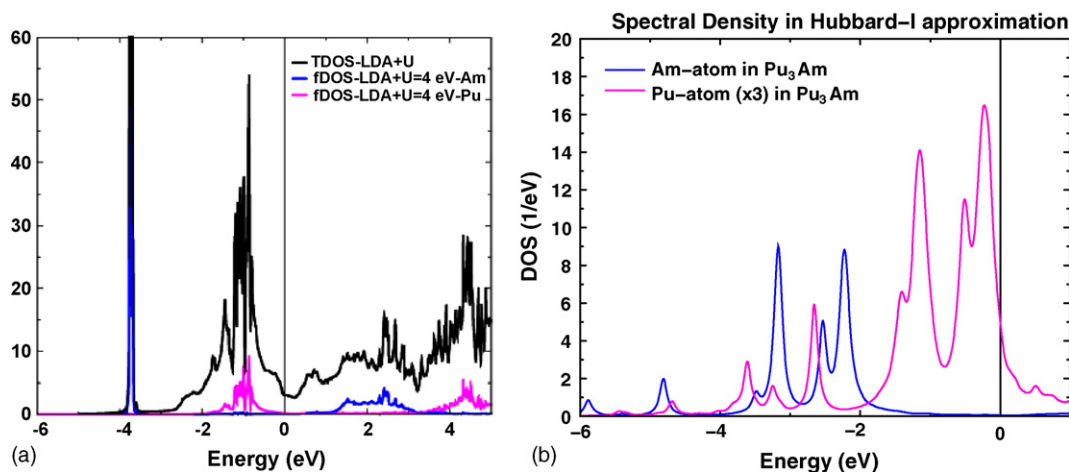 60
50
40
30
20
10
0
-6
-4
-2
0
2
4
TDOS-LDA+U
fDOS-LDA+U=4 eV-Am
fDOS-LDA+U=4 eV-Pu
Energy (eV)
(a)
Spectral Density in Hubbard–I approximation
20
18
16
14
12
10
8
6
4
2
0
DOS (1/eV)
Am–atom in Pu3Am
Pu–atom (x3) in Pu3Am
−6
−4
−2
0
Energy (eV)
(b)